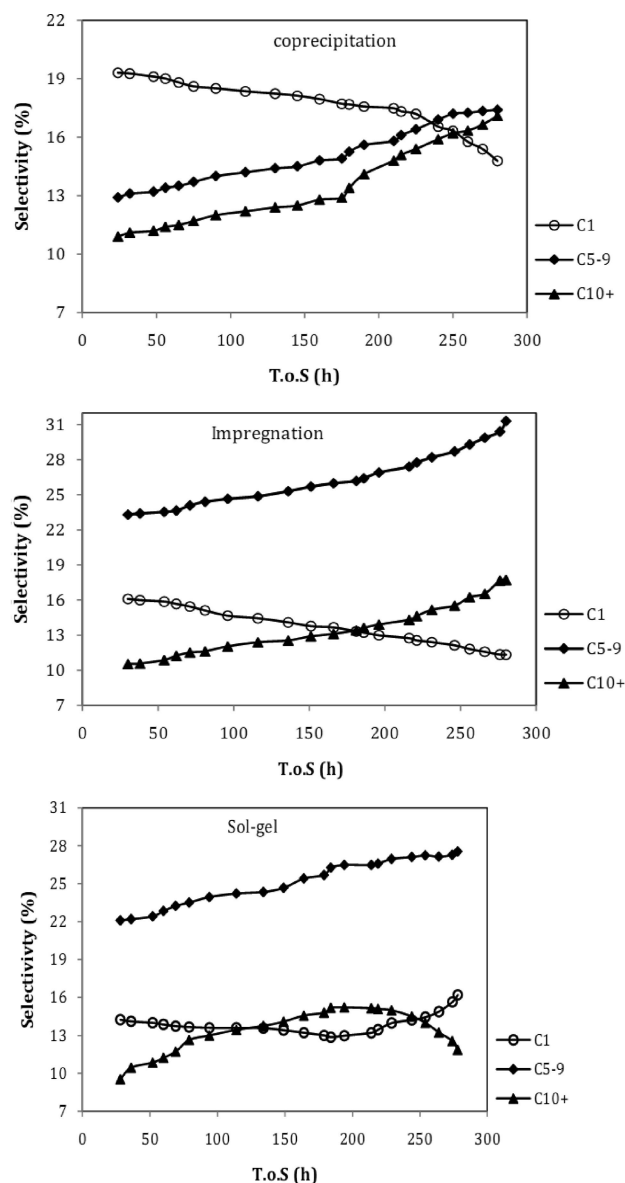 22
coprecipitation
19
16
13
10
7
Selectivity (%)
C1
C5-9
C10+
0 50 100 150 200 250 300
T.o.S (h)
31
Impregnation
28
25
22
19
16
13
10
7
Selectivity (%)
C1
C5-9
C10+
0 50 100 150 200 250 300
T.o.S (h)
31
Sol-gel
28
25
22
19
16
13
10
7
Selectivivty (%)
C1
C5-9
C10+
0 50 100 150 200 250 300
T.o.S (h)